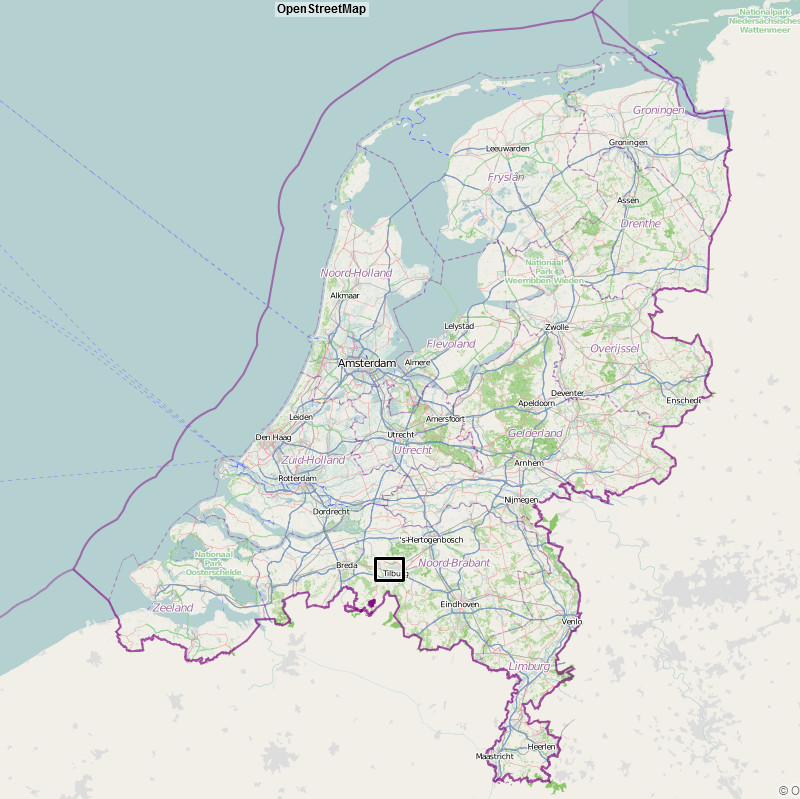 OpenStreetMap
Nationalpark
Niedersächsisches
Wattenmeer
Groningen
Leeuwarden
Groningen
Fryslân
Assen
Drenthe
Noord-Holland
Nationaal
Park
Weerribben-Wieden
Alkmaar
Lelystad
Zwolle
Flevoland
Overijssel
Amsterdam
Almere
Deventer
Apeldoorn
Enschede
Leiden
Amersfoort
Den Haag
Utrecht
Gelderland
Utrecht
Zuid-Holland
Arnhem
Rotterdam
Nijmegen
Dordrecht
's-Hertogenbosch
Nationaal
Park
Oosterschelde
Breda
Noord-Brabant
Tilburg
Zeeland
Eindhoven
Venlo
Limburg
Heerlen
Maastricht
© O